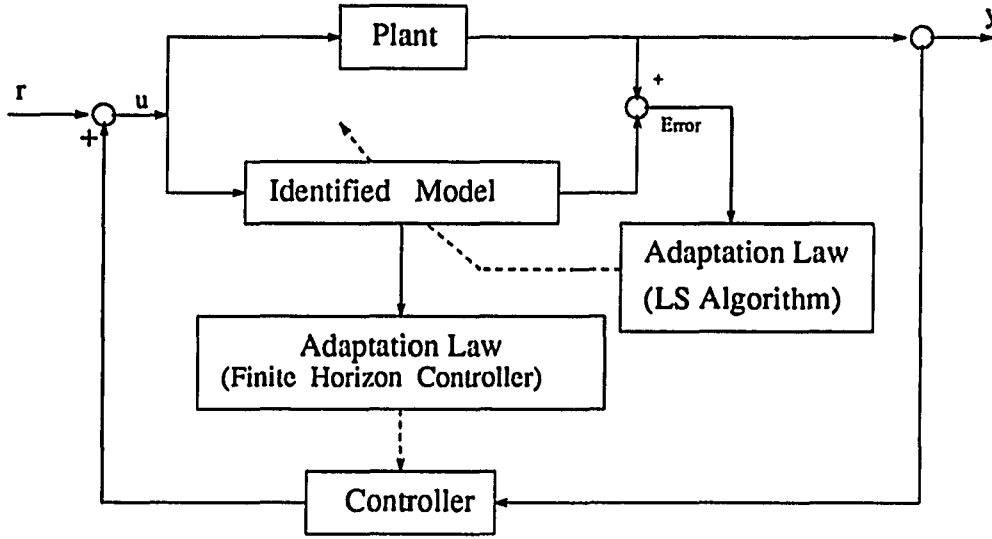 y
Plant
r
u
+
+
Error
Identified Model
Adaptation Law
(LS Algorithm)
Adaptation Law
(Finite Horizon Controller)
Controller